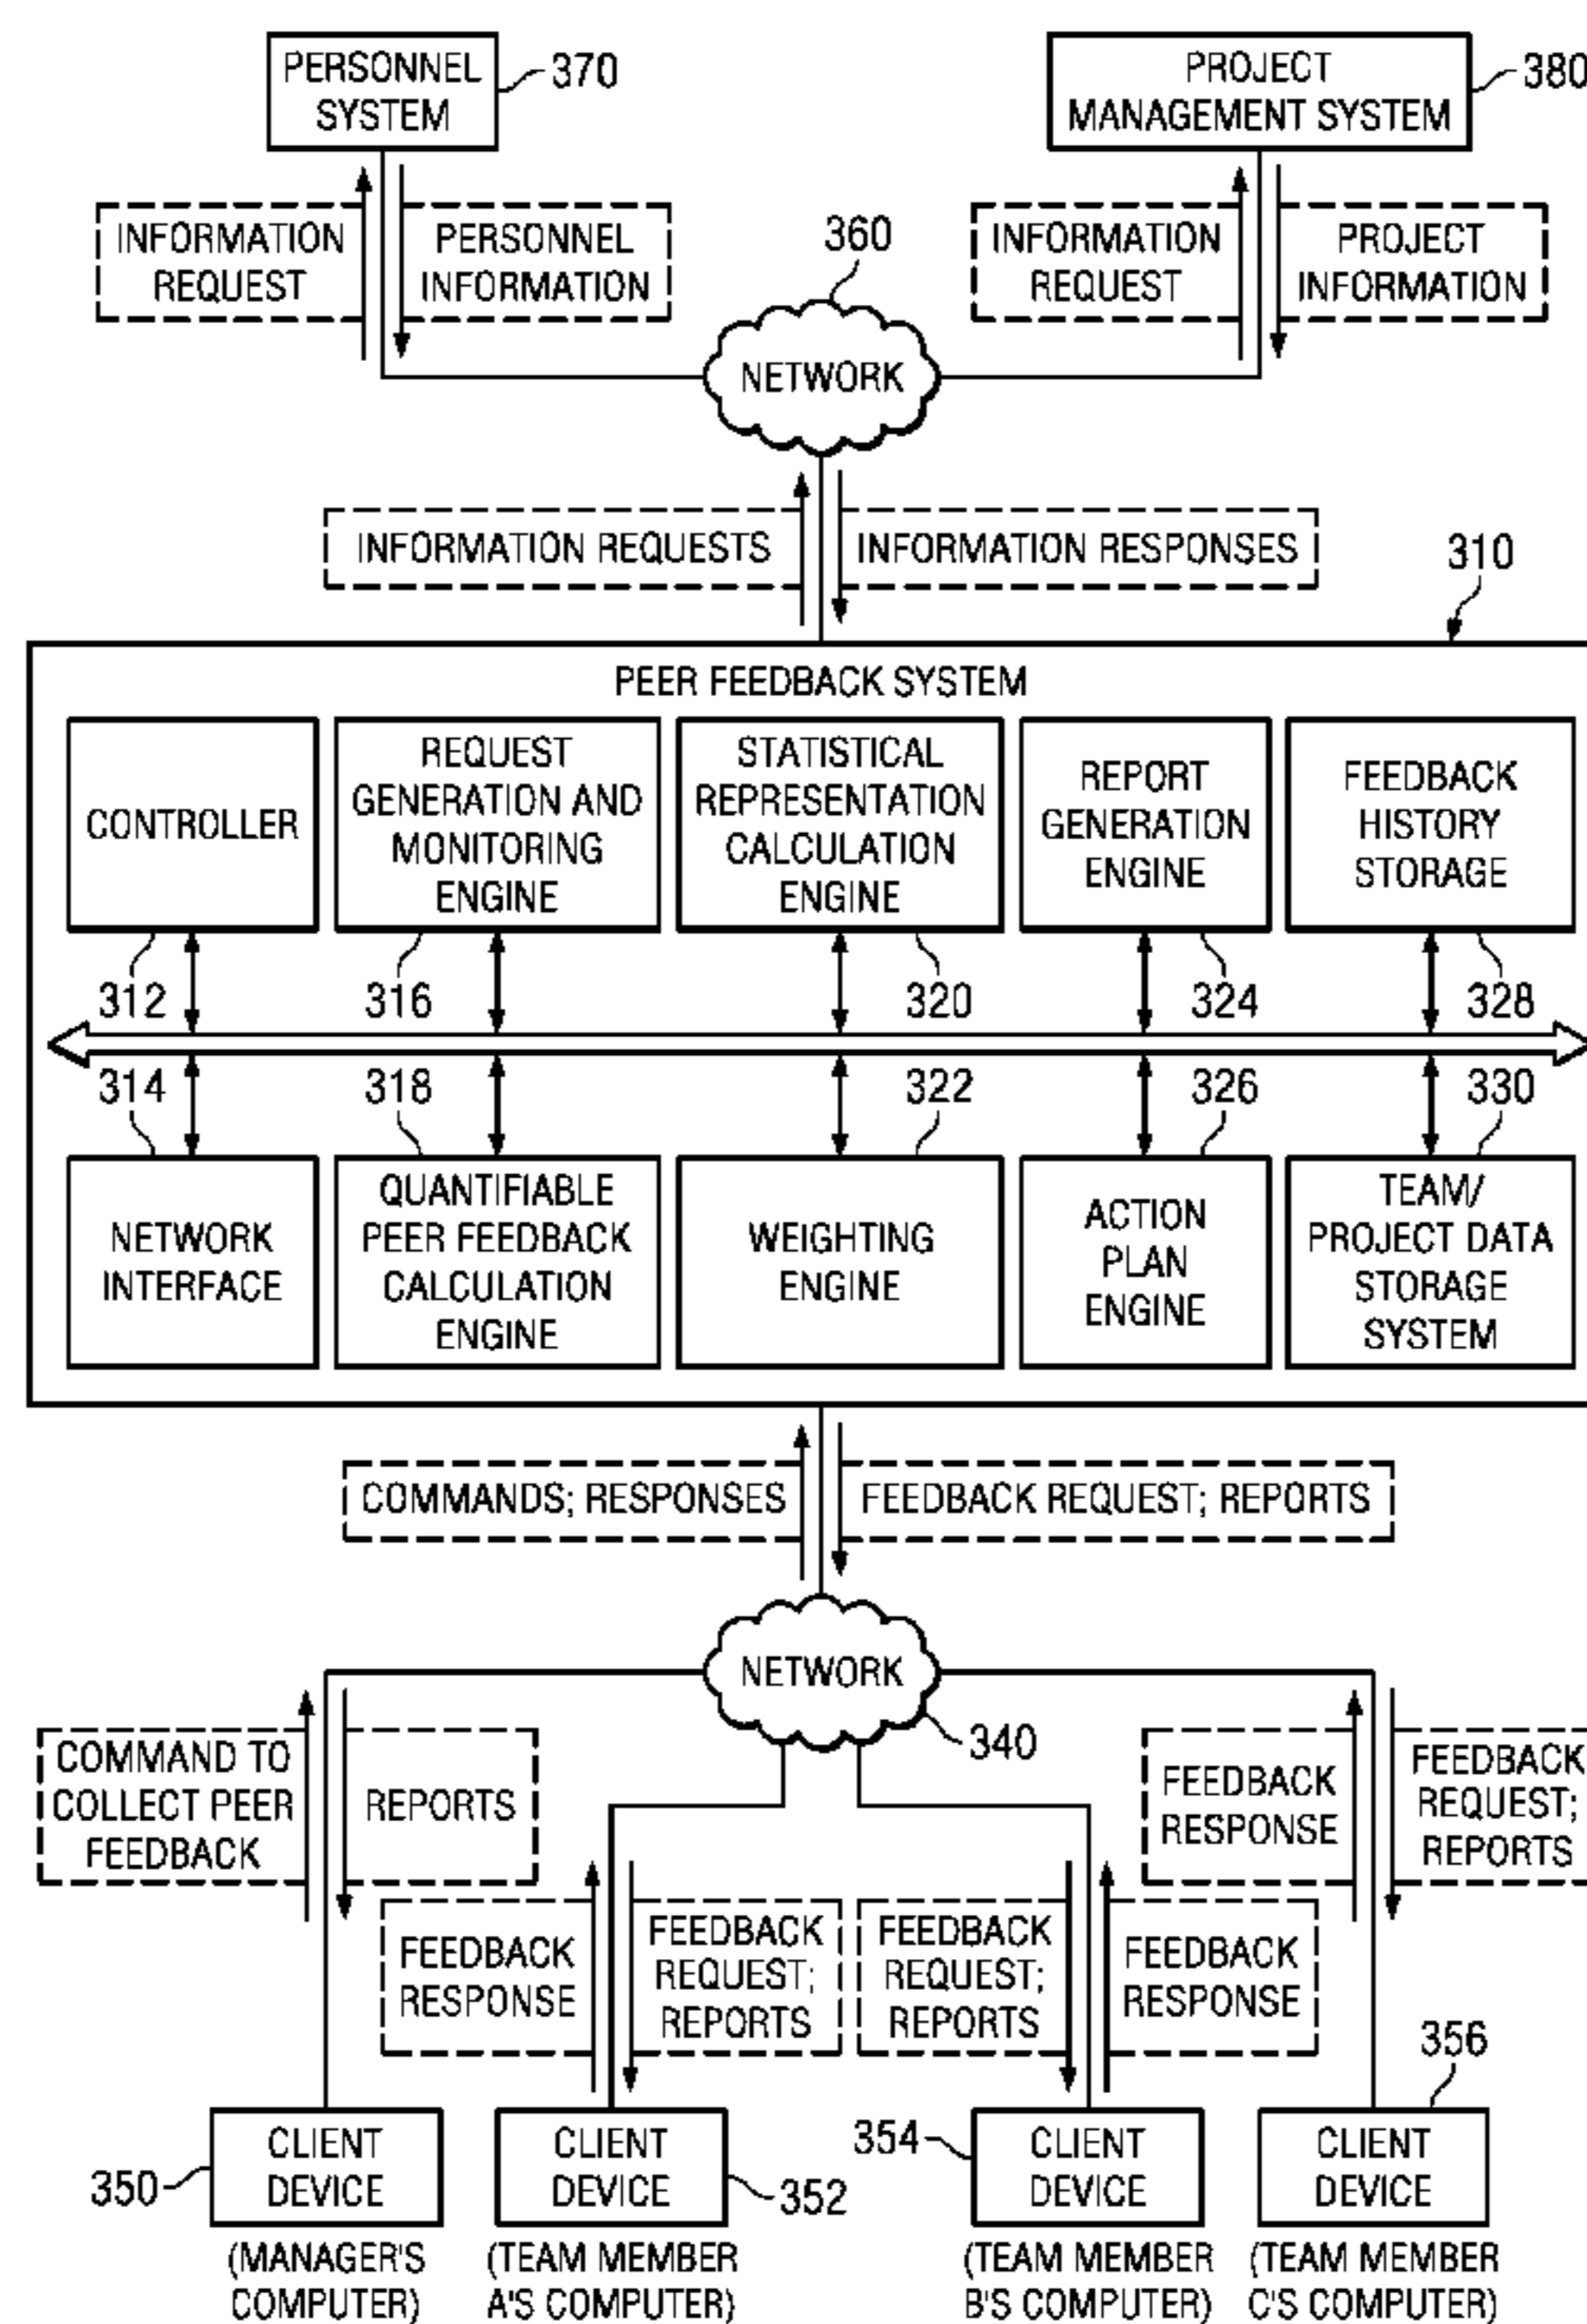 PERSONNEL
SYSTEM
370
PROJECT
MANAGEMENT SYSTEM
380
INFORMATION
REQUEST
PERSONNEL
INFORMATION
360
INFORMATION
REQUEST
PROJECT
INFORMATION
NETWORK
INFORMATION REQUESTS
INFORMATION RESPONSES
310
PEER FEEDBACK SYSTEM
CONTROLLER
REQUEST
GENERATION AND
MONITORING
ENGINE
STATISTICAL
REPRESENTATION
CALCULATION
ENGINE
REPORT
GENERATION
ENGINE
FEEDBACK
HISTORY
STORAGE
312
316
320
324
328
314
318
322
326
330
NETWORK
INTERFACE
QUANTIFIABLE
PEER FEEDBACK
CALCULATION
ENGINE
WEIGHTING
ENGINE
ACTION
PLAN
ENGINE
TEAM/
PROJECT DATA
STORAGE
SYSTEM
COMMANDS; RESPONSES
FEEDBACK REQUEST; REPORTS
NETWORK
340
COMMAND TO
COLLECT PEER
FEEDBACK
REPORTS
FEEDBACK
RESPONSE
FEEDBACK
REQUEST;
REPORTS
FEEDBACK
REQUEST;
REPORTS
FEEDBACK
RESPONSE
FEEDBACK
RESPONSE
FEEDBACK
REQUEST;
REPORTS
350
CLIENT
DEVICE
(MANAGER'S
COMPUTER)
CLIENT
DEVICE
352
(TEAM MEMBER
A'S COMPUTER)
354
CLIENT
DEVICE
(TEAM MEMBER
B'S COMPUTER)
356
CLIENT
DEVICE
(TEAM MEMBER
C'S COMPUTER)